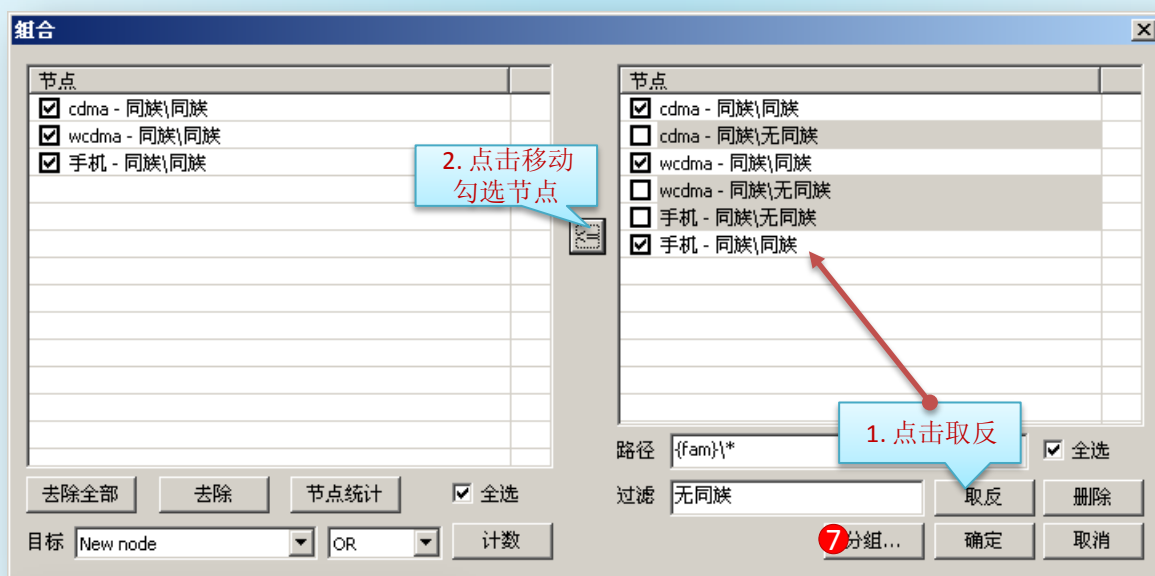 组合
节点
cdma - 同族\同族
wcdma - 同族\同族
手机 - 同族\同族
2. 点击移动
勾选节点
节点
cdma - 同族\同族
cdma - 同族\无同族
wcdma - 同族\同族
wcdma - 同族\无同族
手机 - 同族\无同族
手机 - 同族\同族
1. 点击取反
路径 {fam}\* 全选
去除全部 去除 节点统计 全选
过滤 无同族 取反 删除
目标 New node OR 计数
7 分组... 确定 取消